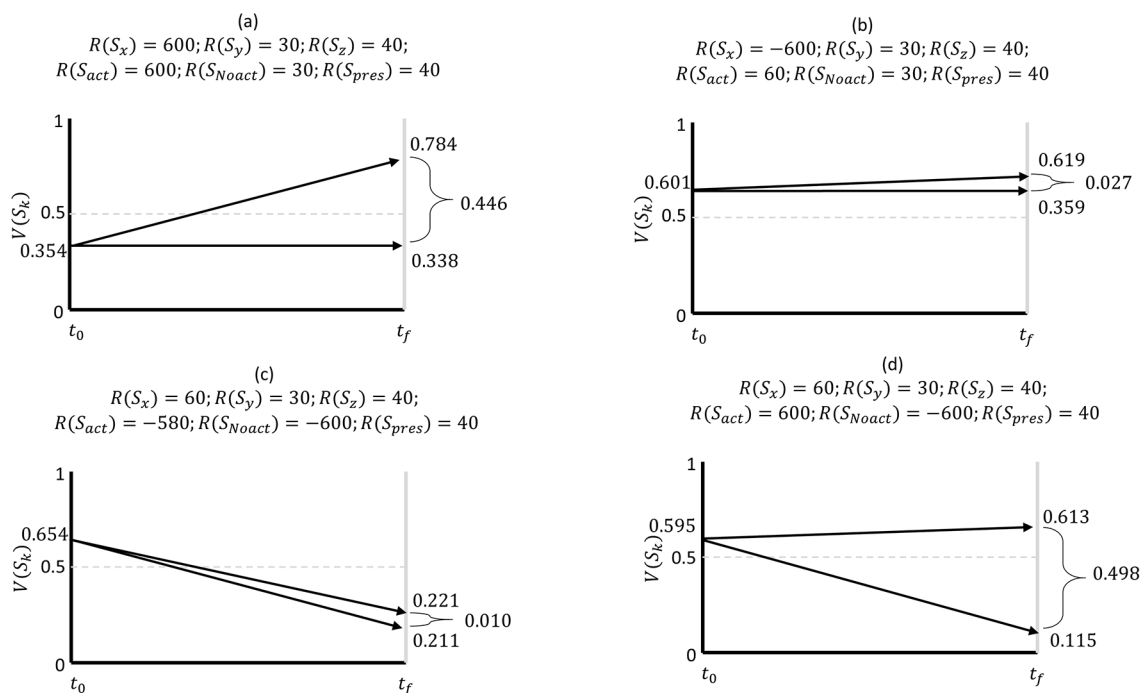 (a)
R(S_x) = 600; R(S_y) = 30; R(S_z) = 40;
R(S_act) = 600; R(S_Noact) = 30; R(S_pres) = 40
1
0.784
V(S_k)
0.5
0.446
0.354
0.338
0
t_0
t_f
(b)
R(S_x) = −600; R(S_y) = 30; R(S_z) = 40;
R(S_act) = 60; R(S_Noact) = 30; R(S_pres) = 40
1
0.619
0.601
0.027
V(S_k)
0.5
0.359
0
t_0
t_f
(c)
R(S_x) = 60; R(S_y) = 30; R(S_z) = 40;
R(S_act) = −580; R(S_Noact) = −600; R(S_pres) = 40
1
0.654
V(S_k)
0.5
0.221
0.010
0.211
0
t_0
t_f
(d)
R(S_x) = 60; R(S_y) = 30; R(S_z) = 40;
R(S_act) = 600; R(S_Noact) = −600; R(S_pres) = 40
1
0.595
0.613
V(S_k)
0.5
0.498
0.115
0
t_0
t_f